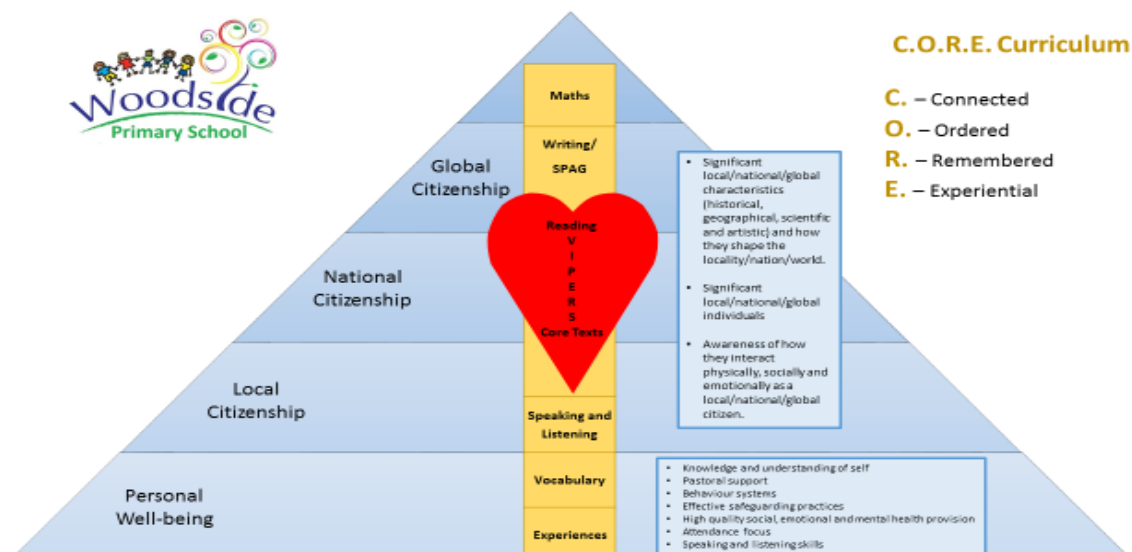 Woodside
Primary School
C.O.R.E. Curriculum
C. – Connected
O. – Ordered
R. – Remembered
E. – Experiential
Maths
Writing/
SPAG
Reading
V
I
P
E
R
S
Core Texts
Speaking and
Listening
Vocabulary
Experiences
Global
Citizenship
National
Citizenship
Local
Citizenship
Personal
Well-being
• Significant
local/national/global
characteristics
(historical,
geographical, scientific
and artistic) and how
they shape the
locality/nation/world.
• Significant
local/national/global
individuals
• Awareness of how
they interact
physically, socially and
emotionally as a
local/national/global
citizen.
• Knowledge and understanding of self
• Pastoral support
• Behaviour systems
• Effective safeguarding practices
• High quality social, emotional and mental health provision
• Attendance focus
• Speaking and listening skills